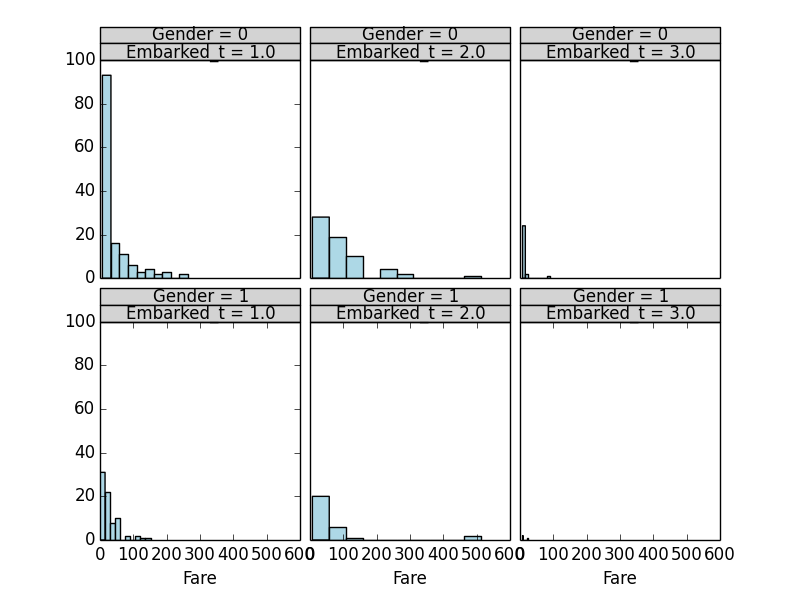 Gender = 0 Gender = 0 Gender = 0
Embarked_t = 1.0 Embarked_t = 2.0 Embarked_t = 3.0
100
80
60
40
20
0
Gender = 1 Gender = 1 Gender = 1
Embarked_t = 1.0 Embarked_t = 2.0 Embarked_t = 3.0
100
80
60
40
20
0
0 100 200 300 400 500 600 0 100 200 300 400 500 600 0 100 200 300 400 500 600
Fare Fare Fare